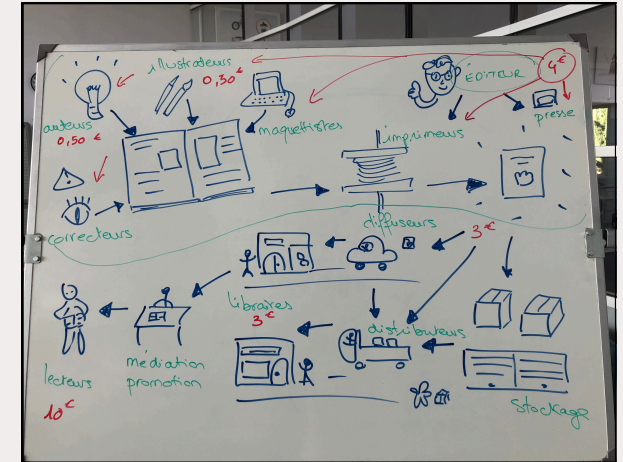 illustrateurs
0,30 €
ÉDITEUR
4 €
presse
auteurs
0,50 €
maquettistes
imprimeurs
correcteurs
diffuseurs
3 €
libraires
3 €
distributeurs
lecteurs
10 €
médiation
promotion
stockage